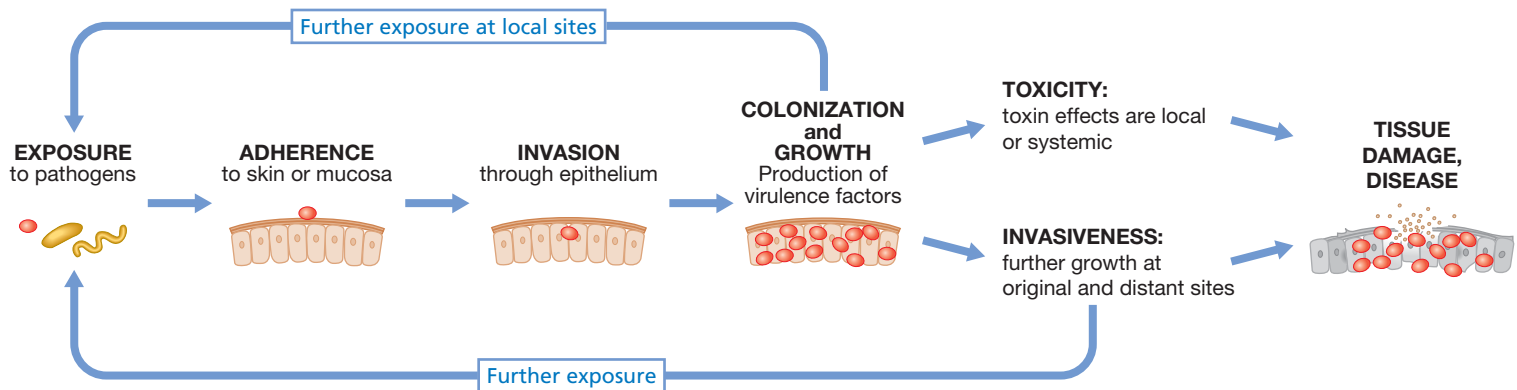 Further exposure at local sites
EXPOSURE
to pathogens
ADHERENCE
to skin or mucosa
INVASION
through epithelium
COLONIZATION
and
GROWTH
Production of
virulence factors
TOXICITY:
toxin effects are local
or systemic
INVASIVENESS:
further growth at
original and distant sites
TISSUE
DAMAGE,
DISEASE
Further exposure